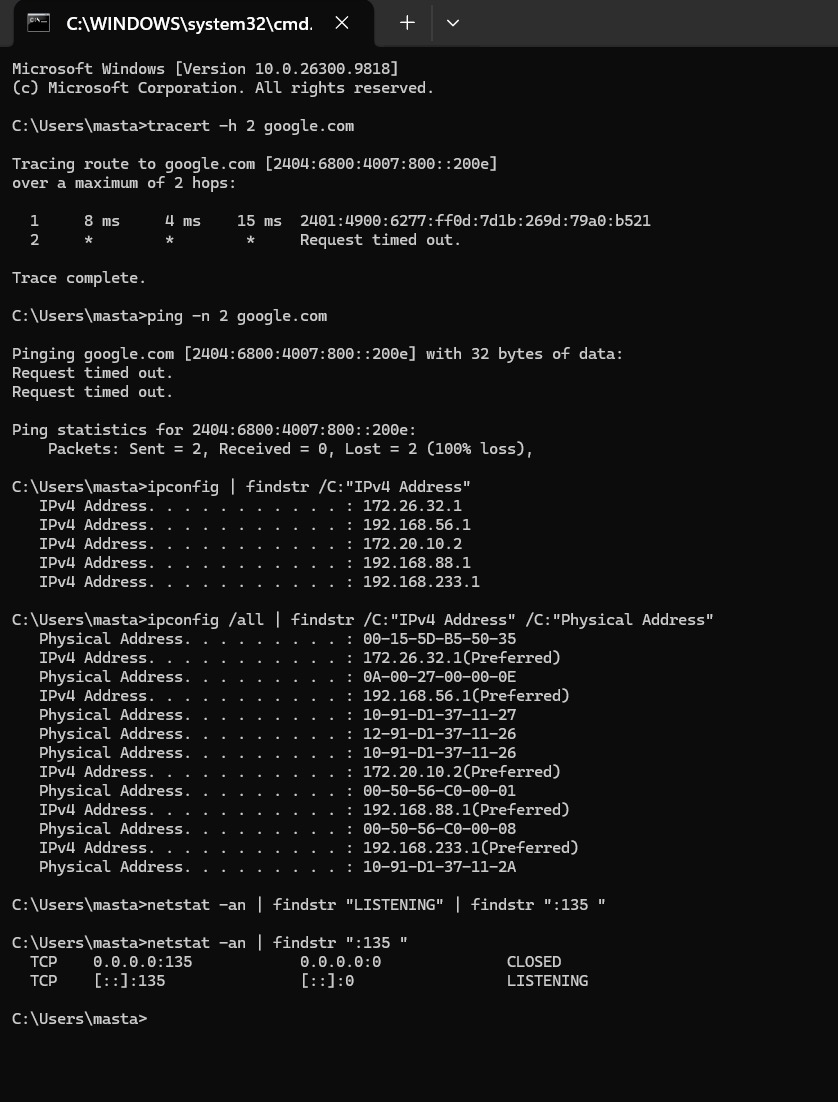 C:\WINDOWS\system32\cmd.
Microsoft Windows [Version 10.0.26300.9818]
(c) Microsoft Corporation. All rights reserved.
C:\Users\masta>tracert -h 2 google.com
Tracing route to google.com [2404:6800:4007:800::200e]
over a maximum of 2 hops:
  1     8 ms     4 ms    15 ms  2401:4900:6277:ff0d:7d1b:269d:79a0:b521
  2     *        *        *     Request timed out.
Trace complete.
C:\Users\masta>ping -n 2 google.com
Pinging google.com [2404:6800:4007:800::200e] with 32 bytes of data:
Request timed out.
Request timed out.
Ping statistics for 2404:6800:4007:800::200e:
    Packets: Sent = 2, Received = 0, Lost = 2 (100% loss),
C:\Users\masta>ipconfig | findstr /C:"IPv4 Address"
   IPv4 Address. . . . . . . . . . . : 172.26.32.1
   IPv4 Address. . . . . . . . . . . : 192.168.56.1
   IPv4 Address. . . . . . . . . . . : 172.20.10.2
   IPv4 Address. . . . . . . . . . . : 192.168.88.1
   IPv4 Address. . . . . . . . . . . : 192.168.233.1
C:\Users\masta>ipconfig /all | findstr /C:"IPv4 Address" /C:"Physical Address"
   Physical Address. . . . . . . . . : 00-15-5D-B5-50-35
   IPv4 Address. . . . . . . . . . . : 172.26.32.1(Preferred)
   Physical Address. . . . . . . . . : 0A-00-27-00-00-0E
   IPv4 Address. . . . . . . . . . . : 192.168.56.1(Preferred)
   Physical Address. . . . . . . . . : 10-91-D1-37-11-27
   Physical Address. . . . . . . . . : 12-91-D1-37-11-26
   Physical Address. . . . . . . . . : 10-91-D1-37-11-26
   IPv4 Address. . . . . . . . . . . : 172.20.10.2(Preferred)
   Physical Address. . . . . . . . . : 00-50-56-C0-00-01
   IPv4 Address. . . . . . . . . . . : 192.168.88.1(Preferred)
   Physical Address. . . . . . . . . : 00-50-56-C0-00-08
   IPv4 Address. . . . . . . . . . . : 192.168.233.1(Preferred)
   Physical Address. . . . . . . . . : 10-91-D1-37-11-2A
C:\Users\masta>netstat -an | findstr "LISTENING" | findstr ":135 "
C:\Users\masta>netstat -an | findstr ":135 "
  TCP    0.0.0.0:135            0.0.0.0:0              CLOSED
  TCP    [::]:135               [::]:0                 LISTENING
C:\Users\masta>